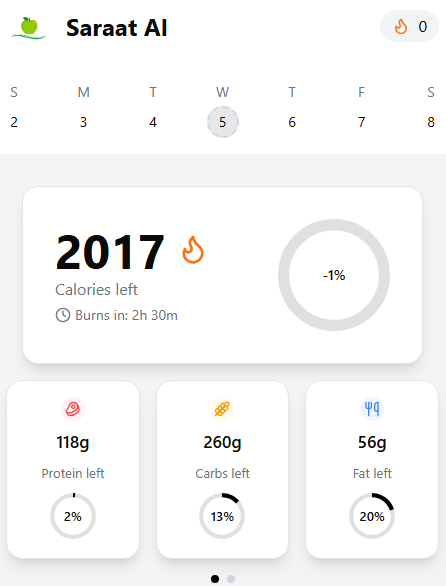 Saraat AI 0
S M T W T F S
2 3 4 5 6 7 8
2017
Calories left
Burns in: 2h 30m
-1%
118g 260g 56g
Protein left Carbs left Fat left
2% 13% 20%